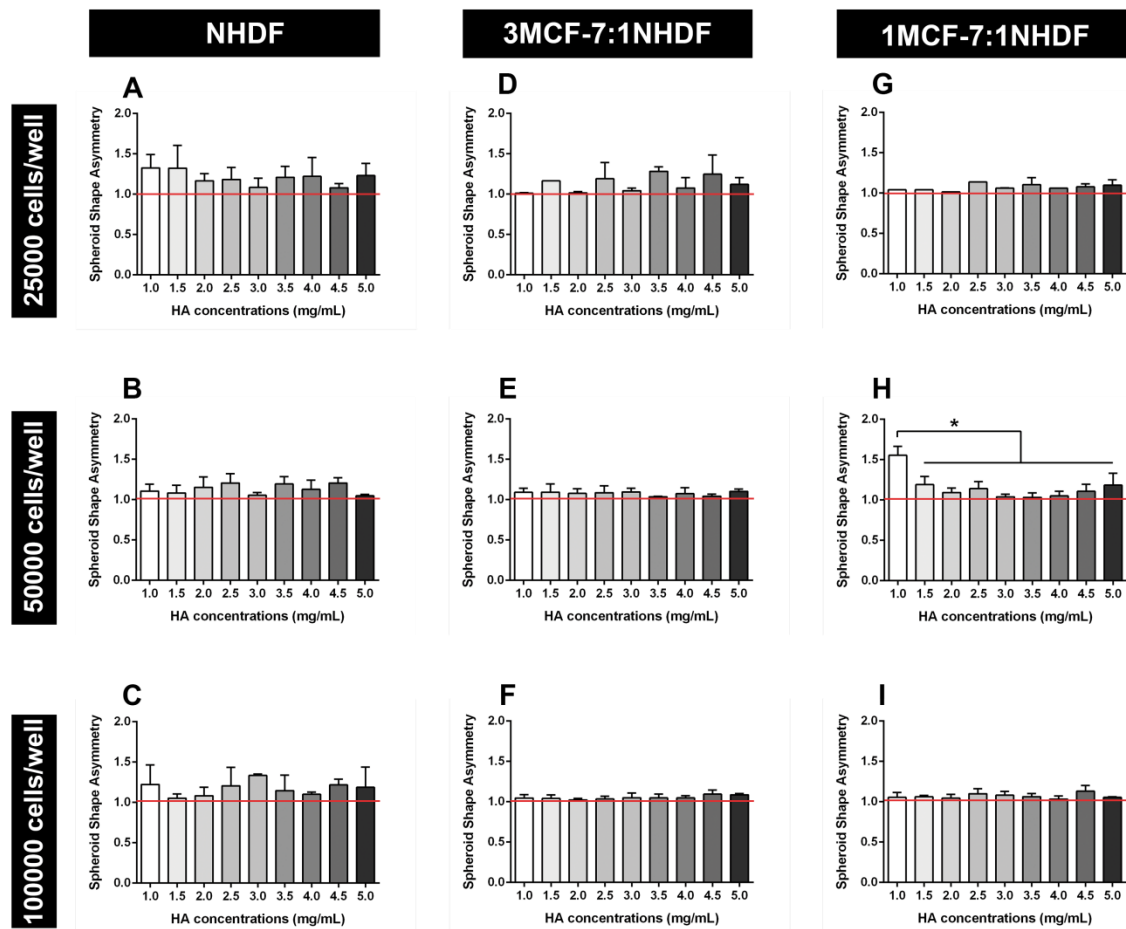 NHDF
3MCF-7:1NHDF
1MCF-7:1NHDF
25000 cells/well
A
Spheroid Shape Asymmetry
2.0
1.5
1.0
0.5
0.0
1.0 1.5 2.0 2.5 3.0 3.5 4.0 4.5 5.0
HA concentrations (mg/mL)
D
Spheroid Shape Asymmetry
2.0
1.5
1.0
0.5
0.0
1.0 1.5 2.0 2.5 3.0 3.5 4.0 4.5 5.0
HA concentrations (mg/mL)
G
Spheroid Shape Asymmetry
2.0
1.5
1.0
0.5
0.0
1.0 1.5 2.0 2.5 3.0 3.5 4.0 4.5 5.0
HA concentrations (mg/mL)
50000 cells/well
B
Spheroid Shape Asymmetry
2.0
1.5
1.0
0.5
0.0
1.0 1.5 2.0 2.5 3.0 3.5 4.0 4.5 5.0
HA concentrations (mg/mL)
E
Spheroid Shape Asymmetry
2.0
1.5
1.0
0.5
0.0
1.0 1.5 2.0 2.5 3.0 3.5 4.0 4.5 5.0
HA concentrations (mg/mL)
H
Spheroid Shape Asymmetry
2.0
1.5
1.0
0.5
0.0
*
1.0 1.5 2.0 2.5 3.0 3.5 4.0 4.5 5.0
HA concentrations (mg/mL)
100000 cells/well
C
Spheroid Shape Asymmetry
2.0
1.5
1.0
0.5
0.0
1.0 1.5 2.0 2.5 3.0 3.5 4.0 4.5 5.0
HA concentrations (mg/mL)
F
Spheroid Shape Asymmetry
2.0
1.5
1.0
0.5
0.0
1.0 1.5 2.0 2.5 3.0 3.5 4.0 4.5 5.0
HA concentrations (mg/mL)
I
Spheroid Shape Asymmetry
2.0
1.5
1.0
0.5
0.0
1.0 1.5 2.0 2.5 3.0 3.5 4.0 4.5 5.0
HA concentrations (mg/mL)